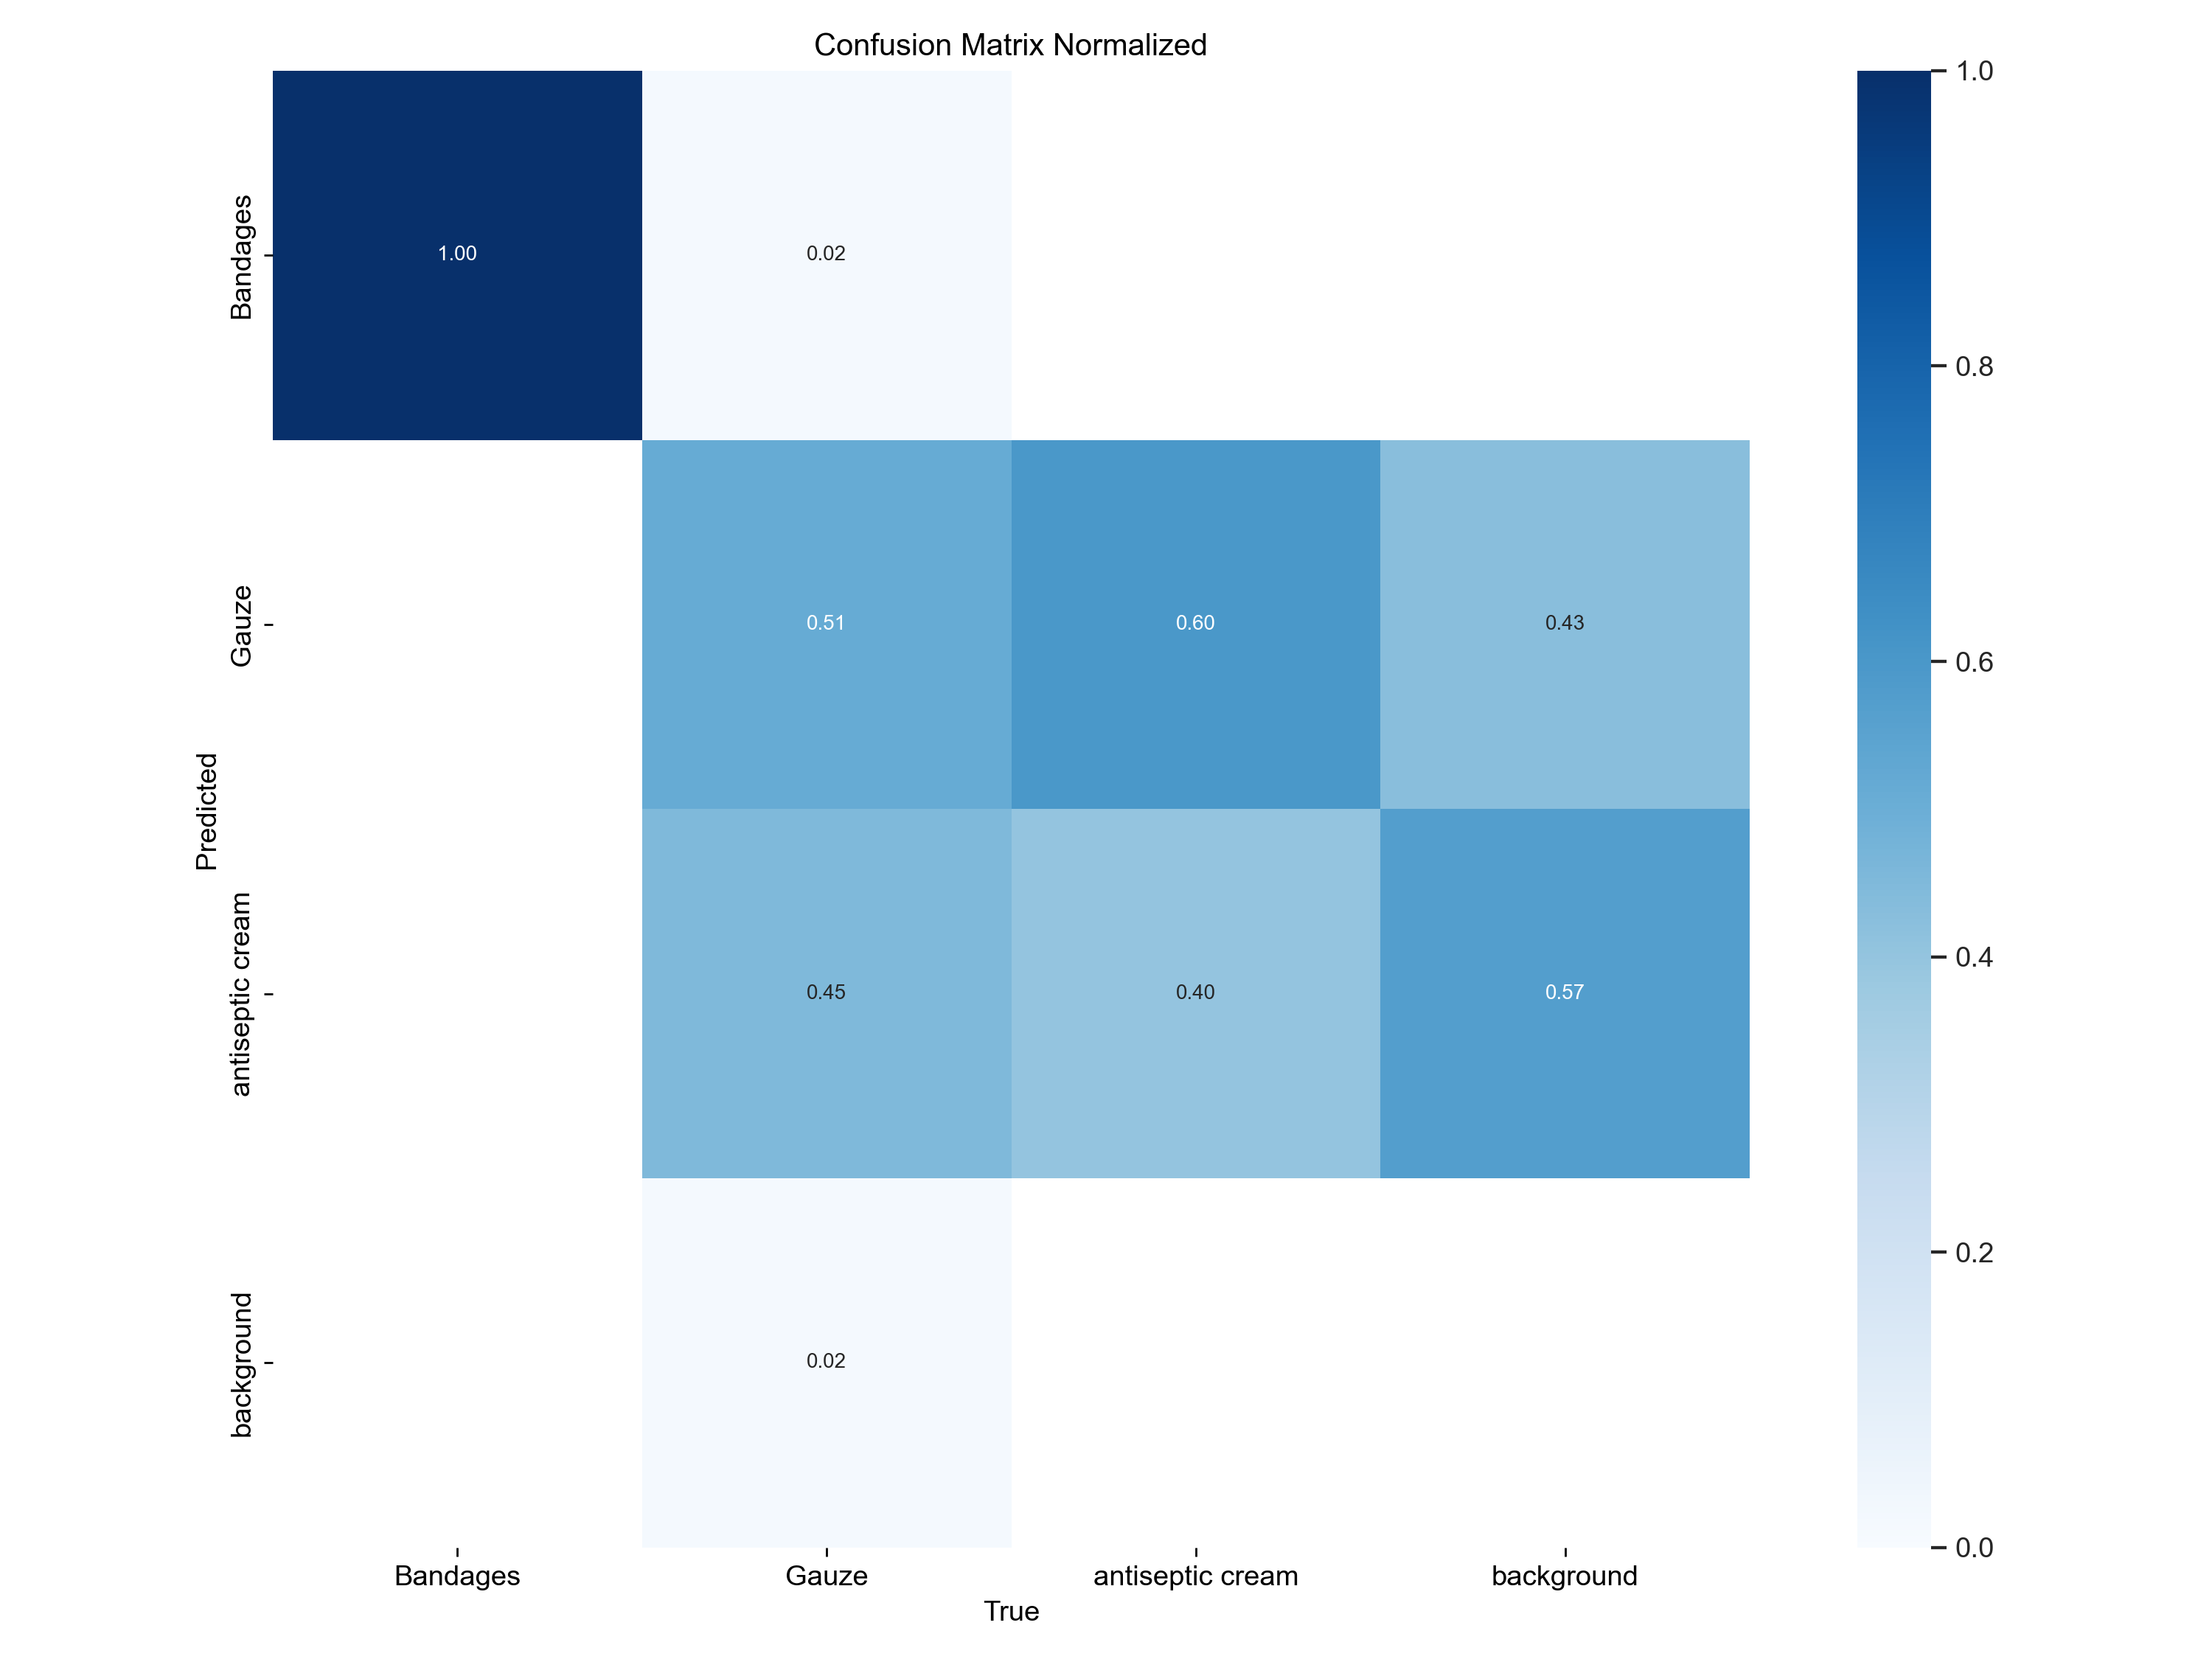 Confusion Matrix Normalized
Bandages
Gauze
antiseptic cream
background
Predicted
1.00
0.02
0.51
0.60
0.43
0.45
0.40
0.57
0.02
Bandages
Gauze
antiseptic cream
background
True
1.0
0.8
0.6
0.4
0.2
0.0